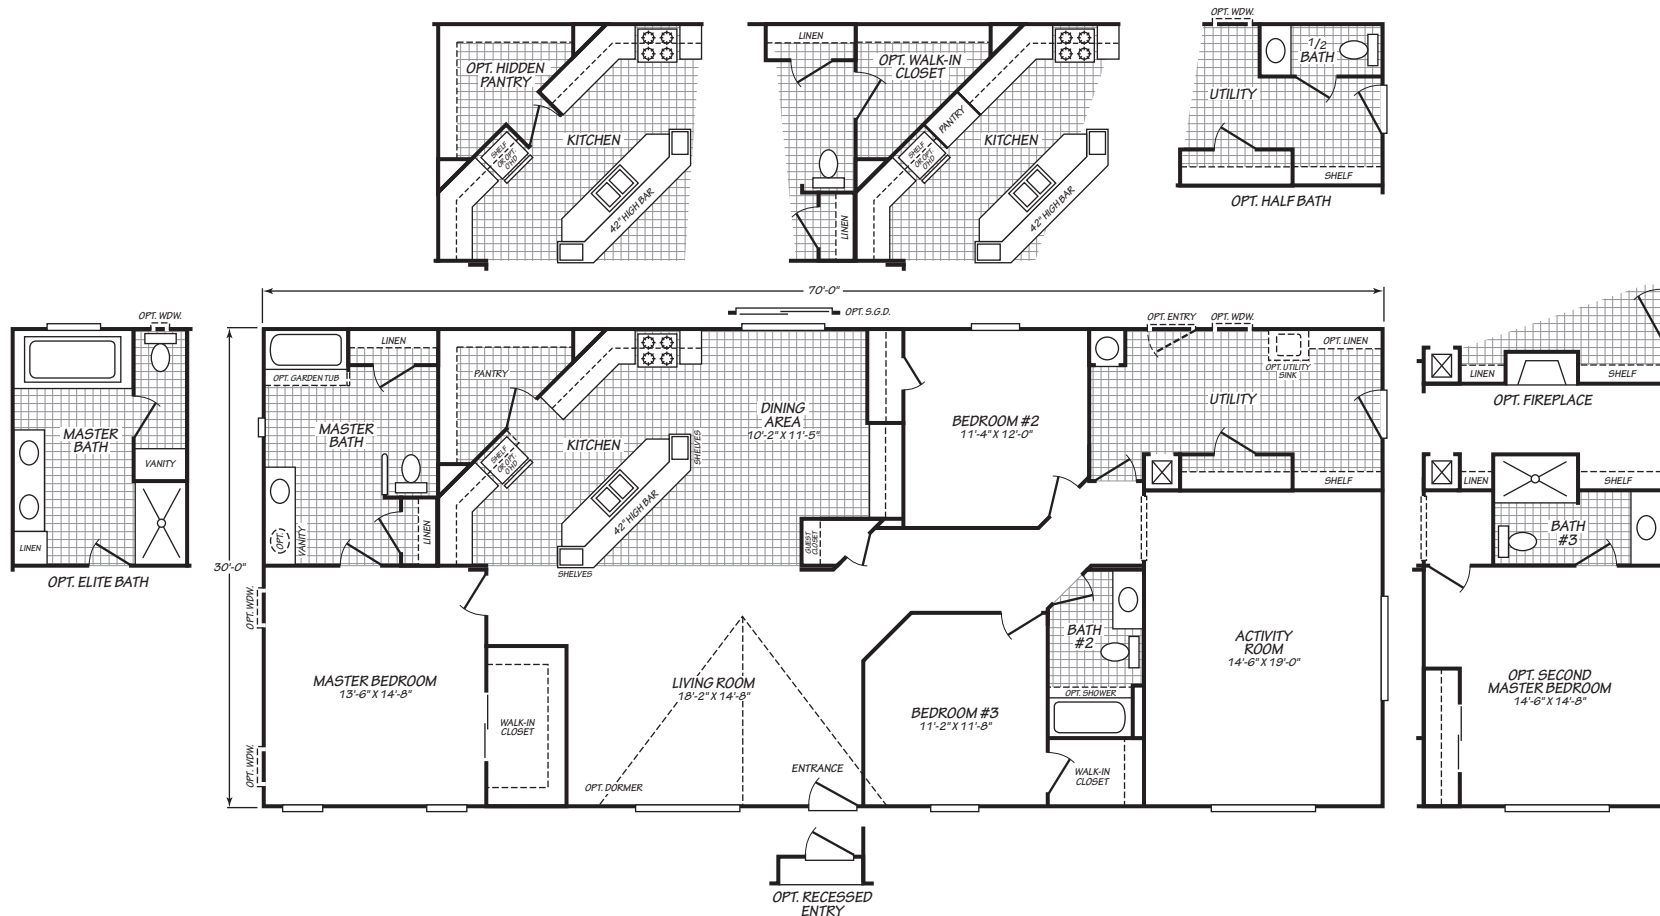 OPT. HIDDEN
PANTRY
KITCHEN
SHELF
OR OPT.
O'HD
42" HIGH BAR
LINEN
OPT. WALK-IN
CLOSET
PANTRY
KITCHEN
SHELF
OR OPT.
O'HD
42" HIGH BAR
LINEN
OPT. WDW.
1/2
BATH
UTILITY
SHELF
OPT. HALF BATH
70'-0"
OPT. S.G.D.
OPT. WDW.
MASTER
BATH
VANITY
LINEN
OPT. ELITE BATH
30'-0"
LINEN
OPT. GARDEN TUB
MASTER
BATH
OPT.
VANITY
LINEN
PANTRY
KITCHEN
SHELF
OR OPT.
O'HD
42" HIGH BAR
SHELVES
SHELVES
DINING
AREA
10'-2" X 11'-5"
GUEST
CLOSET
BEDROOM #2
11'-4" X 12'-0"
OPT. ENTRY
OPT. WDW.
OPT. LINEN
OPT. UTILITY
SINK
UTILITY
SHELF
LINEN
SHELF
OPT. FIREPLACE
LINEN
SHELF
BATH
#3
OPT. SECOND
MASTER BEDROOM
14'-6" X 14'-8"
OPT. WDW.
OPT. WDW.
MASTER BEDROOM
13'-6" X 14'-8"
WALK-IN
CLOSET
LIVING ROOM
18'-2" X 14'-8"
OPT. DORMER
ENTRANCE
BEDROOM #3
11'-2" X 11'-8"
BATH
#2
OPT. SHOWER
WALK-IN
CLOSET
ACTIVITY
ROOM
14'-6" X 19'-0"
OPT. RECESSED
ENTRY